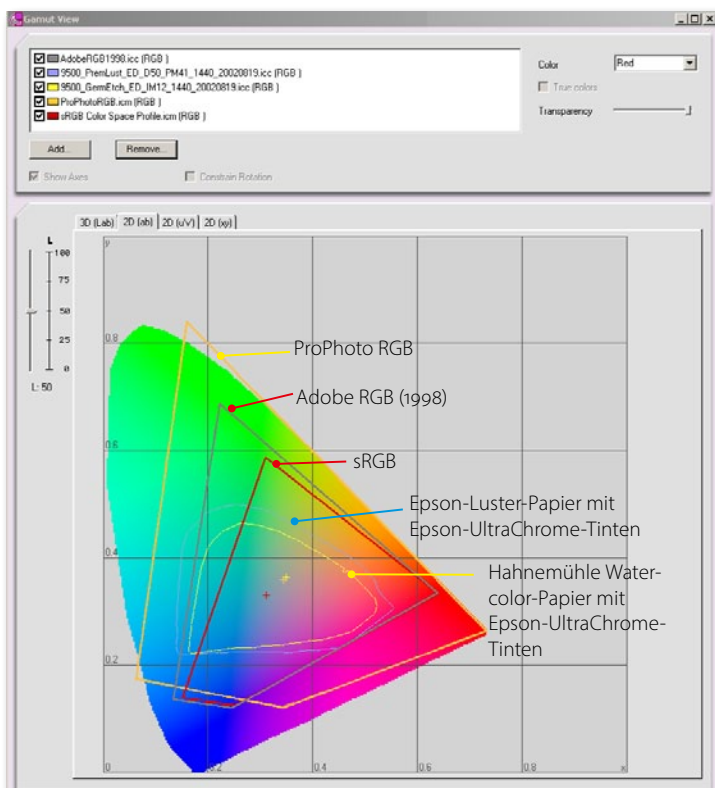 Gamut View
AdobeRGB1998.icc (RGB )
9500_PremLust_ED_D50_PM41_1440_20020819.icc (RGB )
9500_GermEtch_ED_IM12_1440_20020819.icc (RGB )
ProPhotoRGB.icm (RGB )
sRGB Color Space Profile.icm (RGB )
Color
Red
True colors
Transparency
Add...
Remove...
Show Axes
Constrain Rotation
3D (Lab)
2D (ab)
2D (u'v')
2D (xy)
L
100
75
50
25
0
L: 50
y
0.8
0.6
0.4
0.2
0
0.2
0.4
0.6
0.8
x
ProPhoto RGB
Adobe RGB (1998)
sRGB
Epson-Luster-Papier mit
Epson-UltraChrome-Tinten
Hahnemühle Water-
color-Papier mit
Epson-UltraChrome-
Tinten